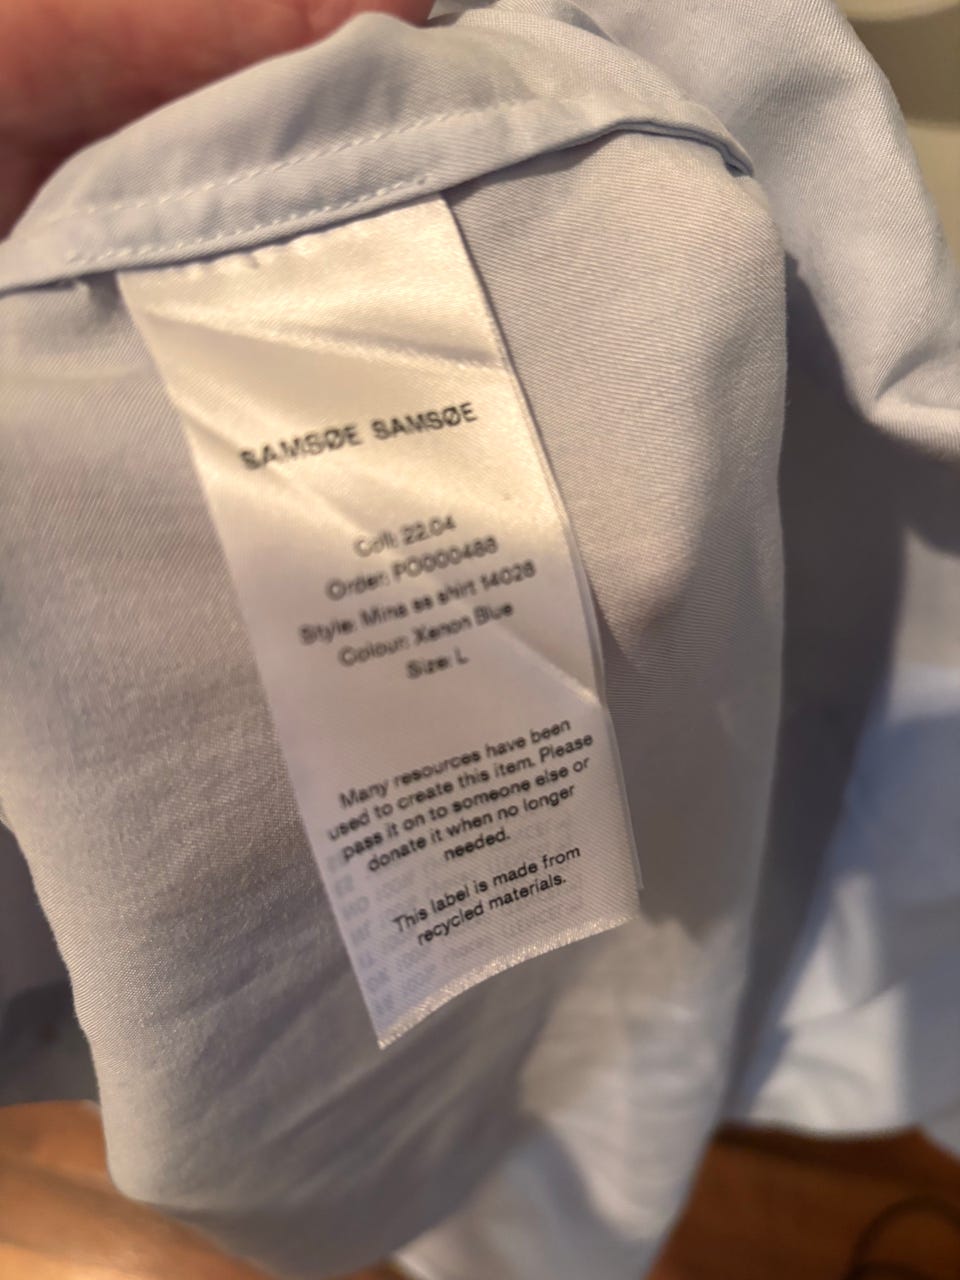 SAMSØE SAMSØE
Coll: 22.04
Order: PO000488
Style: Mina ss shirt 14028
Colour: Xenon Blue
Size: L
Many resources have been
used to create this item. Please
pass it on to someone else or
donate it when no longer
needed.
This label is made from
recycled materials.